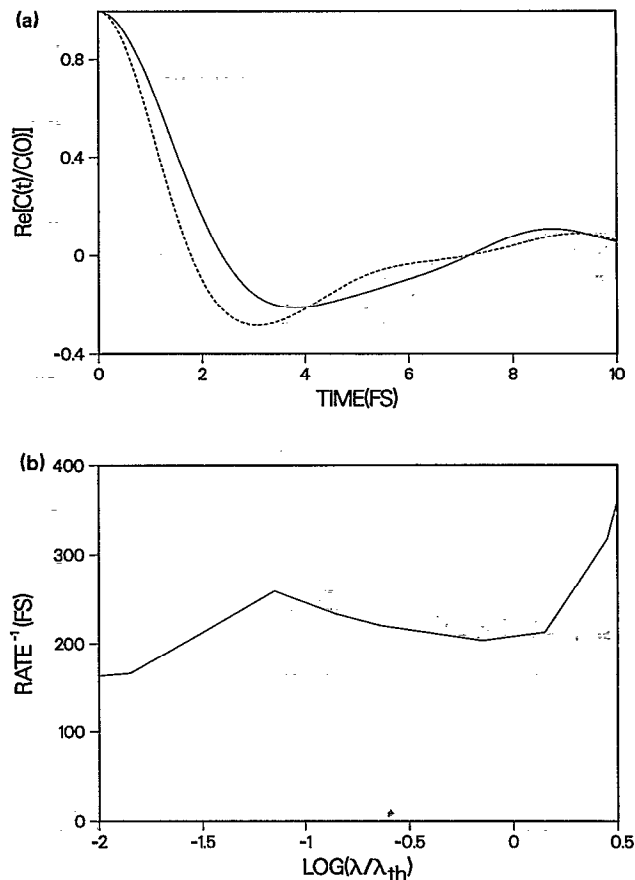 (a)
0.8
0.4
0
-0.4
Re[C(t)/C(0)]
0 2 4 6 8 10
TIME(FS)
(b)
400
300
200
100
0
RATE⁻¹ (FS)
-2 -1.5 -1 -0.5 0 0.5
LOG(λ/λth)